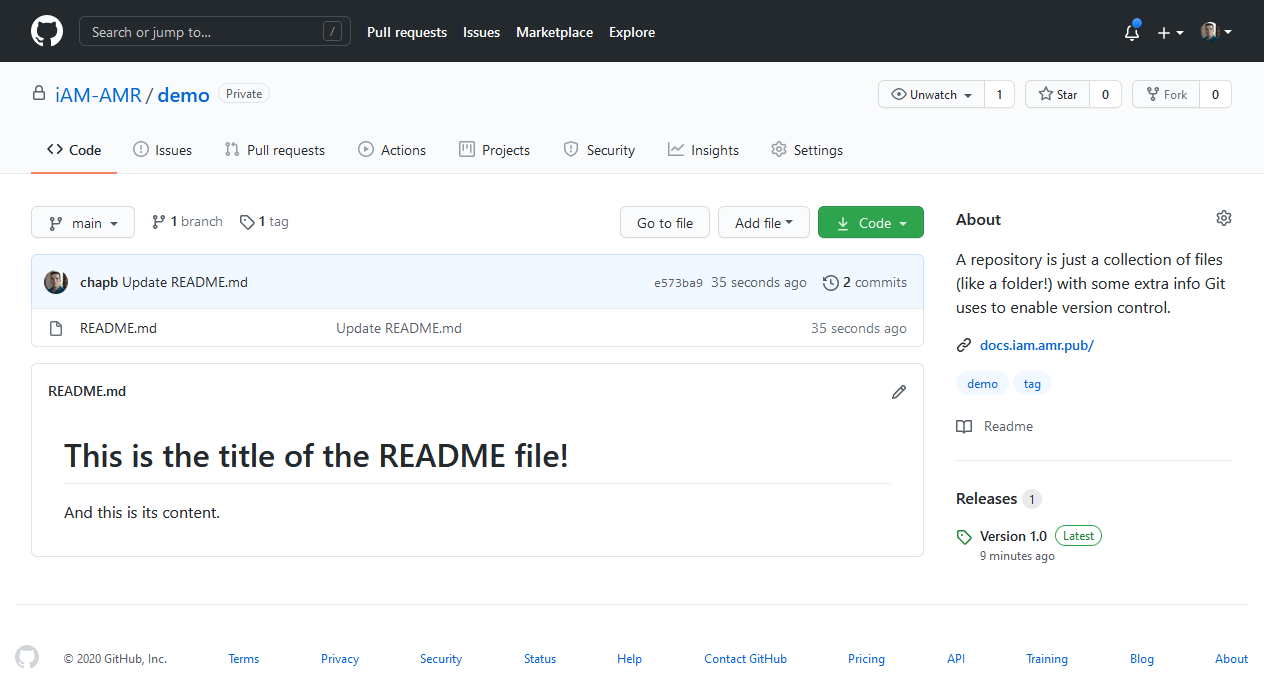 Search or jump to... / Pull requests Issues Marketplace Explore
iAM-AMR / demo Private Unwatch 1 Star 0 Fork 0
Code Issues Pull requests Actions Projects Security Insights Settings
main 1 branch 1 tag Go to file Add file Code
chapb Update README.md e573ba9 35 seconds ago 2 commits
README.md Update README.md 35 seconds ago
README.md
This is the title of the README file!
And this is its content.
About
A repository is just a collection of files
(like a folder!) with some extra info Git
uses to enable version control.
docs.iam.amr.pub/
demo tag
Readme
Releases 1
Version 1.0 Latest
9 minutes ago
© 2020 GitHub, Inc. Terms Privacy Security Status Help Contact GitHub Pricing API Training Blog About